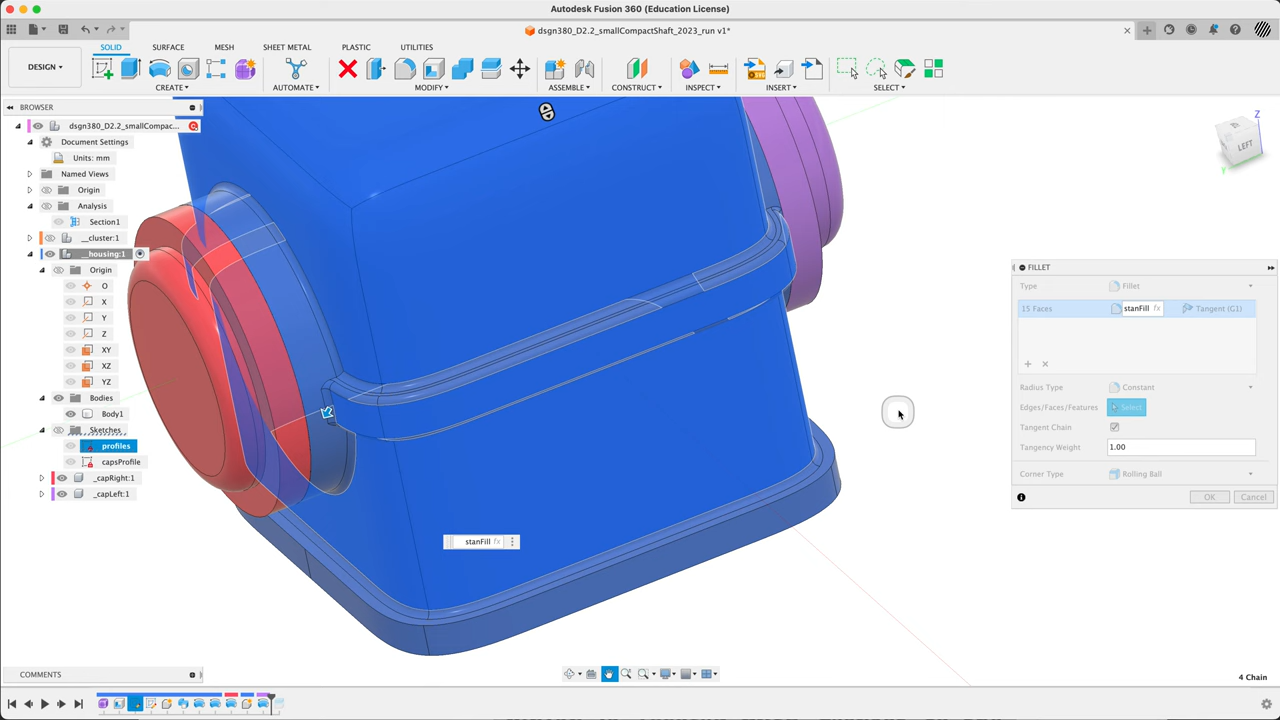 Autodesk Fusion 360 (Education License)
dsgn380_D2.2_smallCompactShaft_2023_run v1*
SOLID
SURFACE
MESH
SHEET METAL
PLASTIC
UTILITIES
DESIGN
CREATE
AUTOMATE
MODIFY
ASSEMBLE
CONSTRUCT
INSPECT
INSERT
SELECT
BROWSER
dsgn380_D2.2_smallCompac...
Document Settings
Units: mm
Named Views
Origin
Analysis
Section1
__cluster:1
__housing:1
Origin
O
X
Y
Z
XY
XZ
YZ
Bodies
Body1
Sketches
profiles
capsProfile
_capRight:1
_capLeft:1
Z
LEFT
Y
stanFill fx
FILLET
Type
Fillet
15 Faces
stanFill fx
Tangent (G1)
Radius Type
Constant
Edges/Faces/Features
Select
Tangent Chain
Tangency Weight
1.00
Corner Type
Rolling Ball
OK
Cancel
COMMENTS
4 Chain